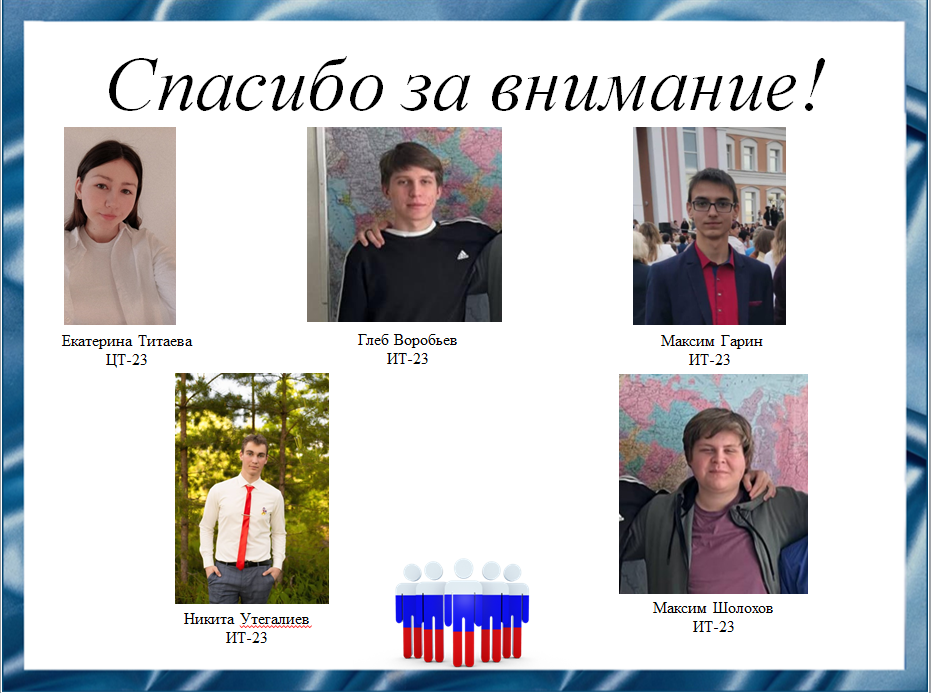 Спасибо за внимание!
Екатерина Титаева
ЦТ-23
Глеб Воробьев
ИТ-23
Максим Гарин
ИТ-23
Никита Утегалиев
ИТ-23
Максим Шолохов
ИТ-23